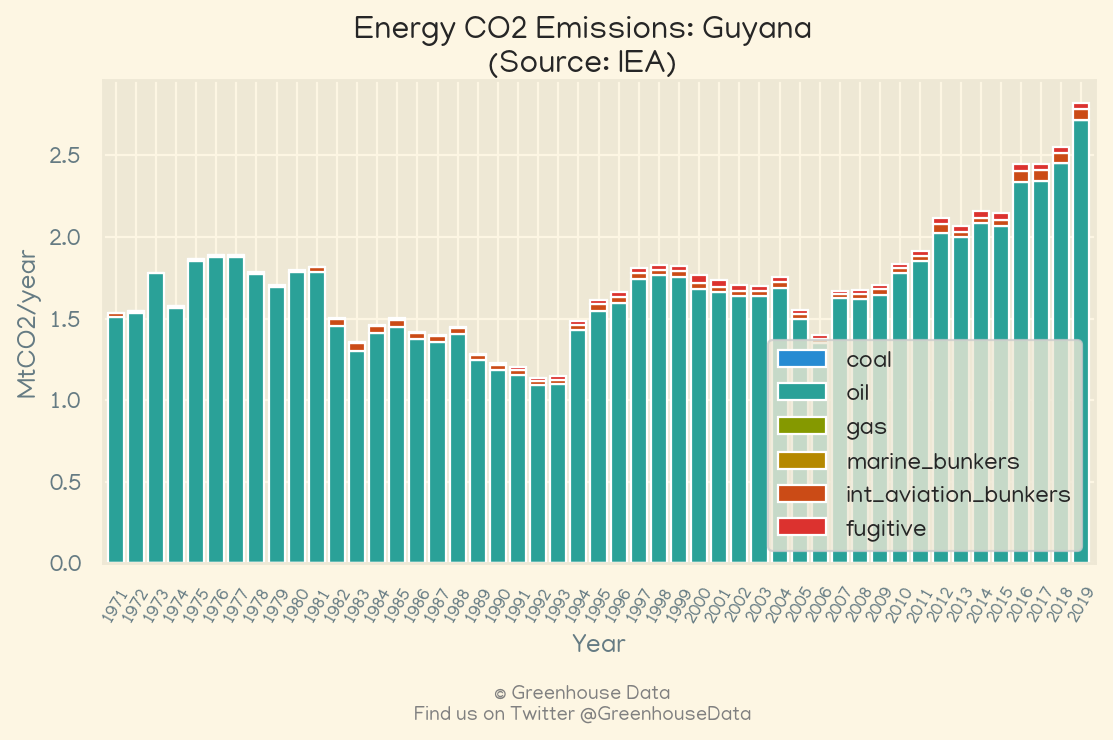 Energy CO2 Emissions: Guyana
(Source: IEA)
MtCO2/year
2.5
2.0
1.5
1.0
0.5
0.0
coal
oil
gas
marine_bunkers
int_aviation_bunkers
fugitive
1971 1972 1973 1974 1975 1976 1977 1978 1979 1980 1981 1982 1983 1984 1985 1986 1987 1988 1989 1990 1991 1992 1993 1994 1995 1996 1997 1998 1999 2000 2001 2002 2003 2004 2005 2006 2007 2008 2009 2010 2011 2012 2013 2014 2015 2016 2017 2018 2019
Year
© Greenhouse Data
Find us on Twitter @GreenhouseData